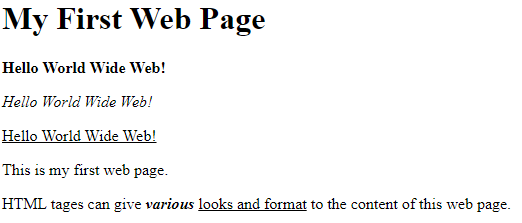 My First Web Page
Hello World Wide Web!
Hello World Wide Web!
Hello World Wide Web!
This is my first web page.
HTML tages can give various looks and format to the content of this web page.